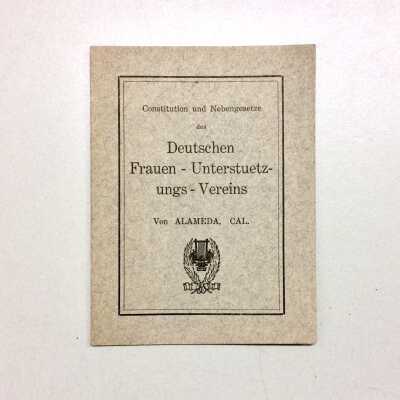 Constitution und Nebengesetze
des
Deutschen
Frauen - Unterstuetz-
ungs - Vereins
Von ALAMEDA, CAL.